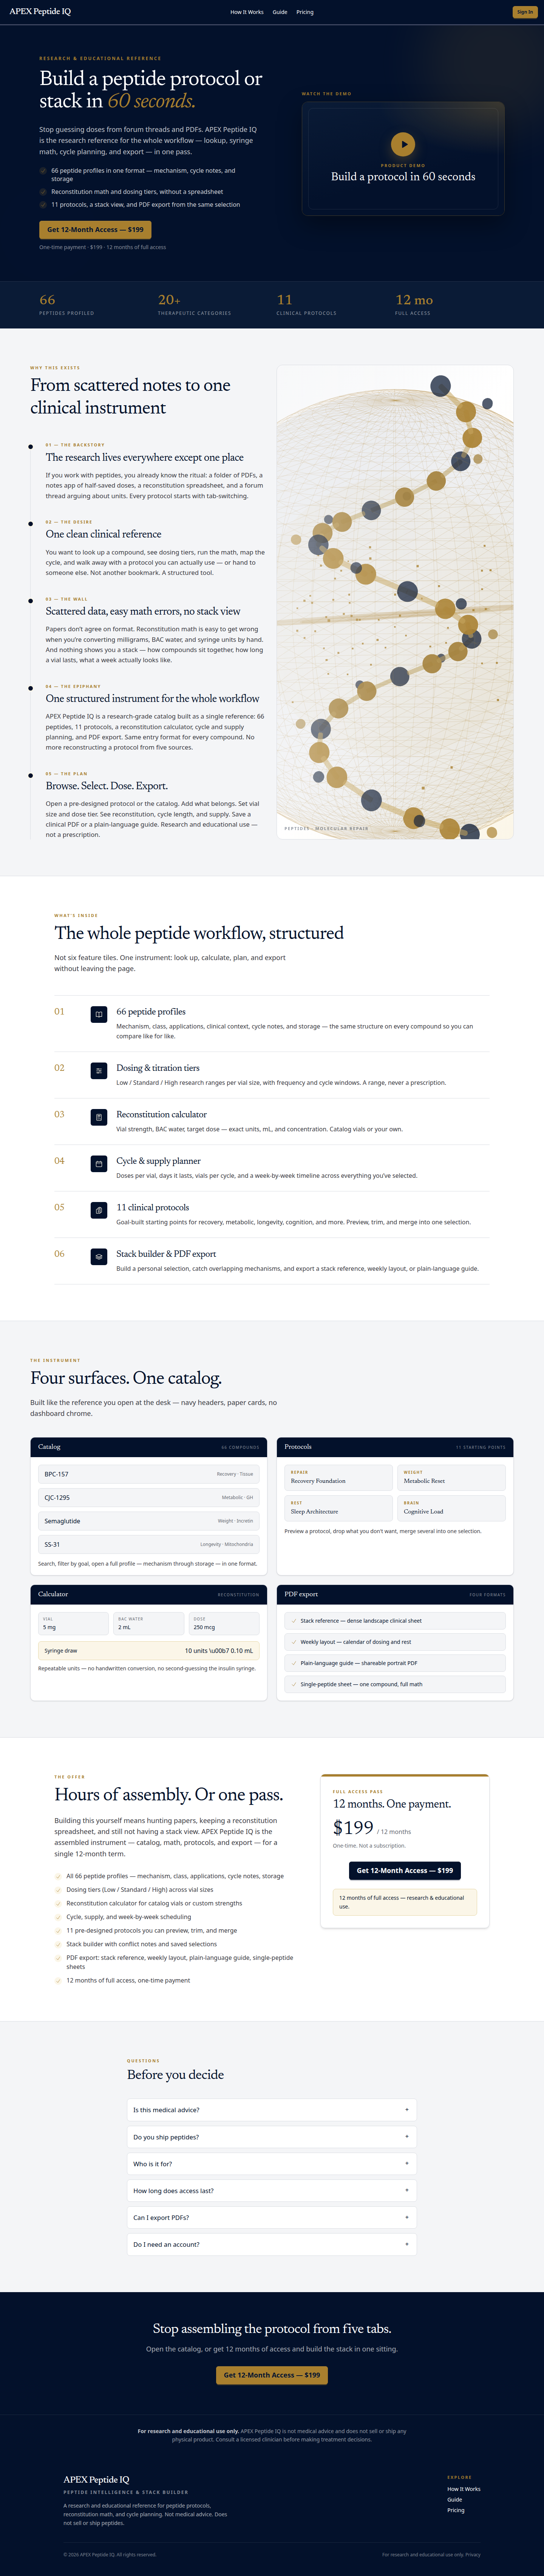 APEX Peptide IQ
How It Works
Guide
Pricing
Sign In
RESEARCH & EDUCATIONAL REFERENCE
Build a peptide protocol or
stack in 60 seconds.
Stop guessing doses from forum threads and PDFs. APEX Peptide IQ
is the research reference for the whole workflow — lookup, syringe
math, cycle planning, and export — in one pass.
66 peptide profiles in one format — mechanism, cycle notes, and
storage
Reconstitution math and dosing tiers, without a spreadsheet
11 protocols, a stack view, and PDF export from the same selection
Get 12-Month Access — $199
One-time payment · $199 · 12 months of full access
WATCH THE DEMO
PRODUCT DEMO
Build a protocol in 60 seconds
66
PEPTIDES PROFILED
20+
THERAPEUTIC CATEGORIES
11
CLINICAL PROTOCOLS
12 mo
FULL ACCESS
WHY THIS EXISTS
From scattered notes to one
clinical instrument
01 — THE BACKSTORY
The research lives everywhere except one place
If you work with peptides, you already know the ritual: a folder of PDFs, a
notes app of half-saved doses, a reconstitution spreadsheet, and a forum
thread arguing about units. Every protocol starts with tab-switching.
02 — THE DESIRE
One clean clinical reference
You want to look up a compound, see dosing tiers, run the math, map the
cycle, and walk away with a protocol you can actually use — or hand to
someone else. Not another bookmark. A structured tool.
03 — THE WALL
Scattered data, easy math errors, no stack view
Papers don't agree on format. Reconstitution math is easy to get wrong
when you're converting milligrams, BAC water, and syringe units by hand.
And nothing shows you a stack — how compounds sit together, how long
a vial lasts, what a week actually looks like.
04 — THE EPIPHANY
One structured instrument for the whole workflow
APEX Peptide IQ is a research-grade catalog built as a single reference: 66
peptides, 11 protocols, a reconstitution calculator, cycle and supply
planning, and PDF export. Same entry format for every compound. No
more reconstructing a protocol from five sources.
05 — THE PLAN
Browse. Select. Dose. Export.
Open a pre-designed protocol or the catalog. Add what belongs. Set vial
size and dose tier. See reconstitution, cycle length, and supply. Save a
clinical PDF or a plain-language guide. Research and educational use —
not a prescription.
PEPTIDES · MOLECULAR REPAIR
WHAT'S INSIDE
The whole peptide workflow, structured
Not six feature tiles. One instrument: look up, calculate, plan, and export
without leaving the page.
01
66 peptide profiles
Mechanism, class, applications, clinical context, cycle notes, and storage — the same structure on every compound so you can
compare like for like.
02
Dosing & titration tiers
Low / Standard / High research ranges per vial size, with frequency and cycle windows. A range, never a prescription.
03
Reconstitution calculator
Vial strength, BAC water, target dose — exact units, mL, and concentration. Catalog vials or your own.
04
Cycle & supply planner
Doses per vial, days it lasts, vials per cycle, and a week-by-week timeline across everything you've selected.
05
11 clinical protocols
Goal-built starting points for recovery, metabolic, longevity, cognition, and more. Preview, trim, and merge into one selection.
06
Stack builder & PDF export
Build a personal selection, catch overlapping mechanisms, and export a stack reference, weekly layout, or plain-language guide.
THE INSTRUMENT
Four surfaces. One catalog.
Built like the reference you open at the desk — navy headers, paper cards, no
dashboard chrome.
Catalog
66 COMPOUNDS
BPC-157
Recovery · Tissue
CJC-1295
Metabolic · GH
Semaglutide
Weight · Incretin
SS-31
Longevity · Mitochondria
Search, filter by goal, open a full profile — mechanism through storage — in one format.
Protocols
11 STARTING POINTS
REPAIR
Recovery Foundation
WEIGHT
Metabolic Reset
REST
Sleep Architecture
BRAIN
Cognitive Load
Preview a protocol, drop what you don't want, merge several into one selection.
Calculator
RECONSTITUTION
VIAL
5 mg
BAC WATER
2 mL
DOSE
250 mcg
Syringe draw
10 units \u00b7 0.10 mL
Repeatable units — no handwritten conversion, no second-guessing the insulin syringe.
PDF export
FOUR FORMATS
Stack reference — dense landscape clinical sheet
Weekly layout — calendar of dosing and rest
Plain-language guide — shareable portrait PDF
Single-peptide sheet — one compound, full math
THE OFFER
Hours of assembly. Or one pass.
Building this yourself means hunting papers, keeping a reconstitution
spreadsheet, and still not having a stack view. APEX Peptide IQ is the
assembled instrument — catalog, math, protocols, and export — for a
single 12-month term.
All 66 peptide profiles — mechanism, class, applications, cycle notes, storage
Dosing tiers (Low / Standard / High) across vial sizes
Reconstitution calculator for catalog vials or custom strengths
Cycle, supply, and week-by-week scheduling
11 pre-designed protocols you can preview, trim, and merge
Stack builder with conflict notes and saved selections
PDF export: stack reference, weekly layout, plain-language guide, single-peptide
sheets
12 months of full access, one-time payment
FULL ACCESS PASS
12 months. One payment.
$199 / 12 months
One-time. Not a subscription.
Get 12-Month Access — $199
12 months of full access — research & educational
use.
QUESTIONS
Before you decide
Is this medical advice?
+
Do you ship peptides?
+
Who is it for?
+
How long does access last?
+
Can I export PDFs?
+
Do I need an account?
+
Stop assembling the protocol from five tabs.
Open the catalog, or get 12 months of access and build the stack in one sitting.
Get 12-Month Access — $199
For research and educational use only. APEX Peptide IQ is not medical advice and does not sell or ship any
physical product. Consult a licensed clinician before making treatment decisions.
APEX Peptide IQ
PEPTIDE INTELLIGENCE & STACK BUILDER
A research and educational reference for peptide protocols,
reconstitution math, and cycle planning. Not medical advice. Does
not sell or ship peptides.
EXPLORE
How It Works
Guide
Pricing
© 2026 APEX Peptide IQ. All rights reserved.
For research and educational use only. Privacy